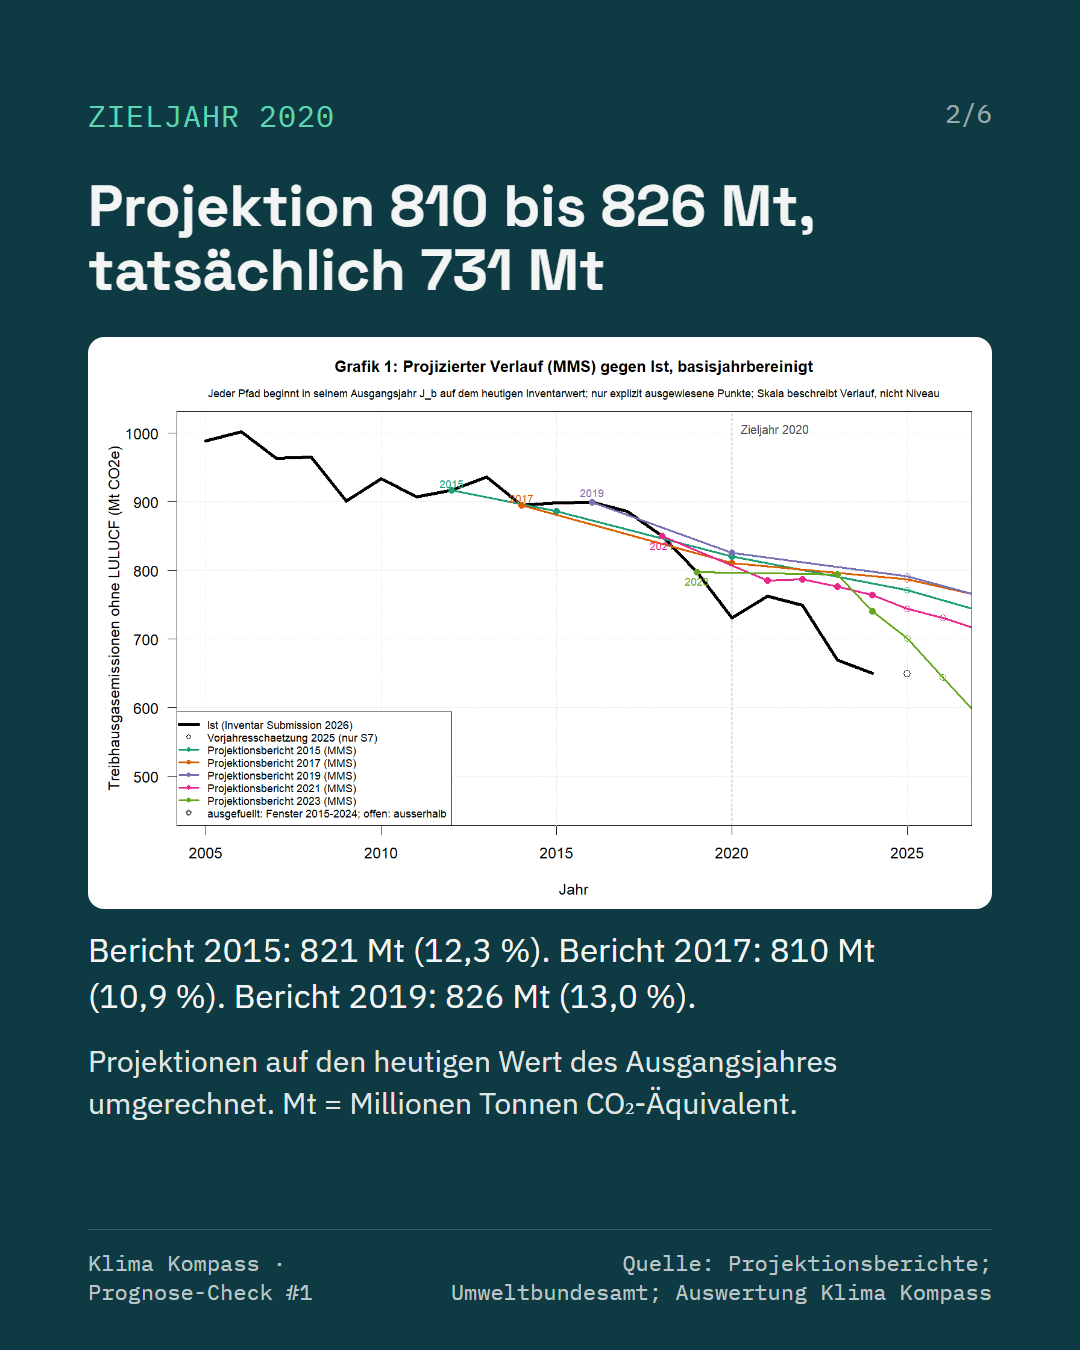 ZIELJAHR 2020
2/6
Projektion 810 bis 826 Mt,
tatsächlich 731 Mt
Grafik 1: Projizierter Verlauf (MMS) gegen Ist, basisjahrbereinigt
Jeder Pfad beginnt in seinem Ausgangsjahr J_b auf dem heutigen Inventarwert; nur explizit ausgewiesene Punkte; Skala beschreibt Verlauf, nicht Niveau
Zieljahr 2020
Treibhausgasemissionen ohne LULUCF (Mt CO2e)
1000
900
800
700
600
500
2015
2017
2019
Ist (Inventar Submission 2026)
Vorjahresschaetzung 2025 (nur S7)
Projektionsbericht 2015 (MMS)
Projektionsbericht 2017 (MMS)
Projektionsbericht 2019 (MMS)
Projektionsbericht 2021 (MMS)
Projektionsbericht 2023 (MMS)
ausgefuellt: Fenster 2015-2024; offen: ausserhalb
2005
2010
2015
2020
2025
Jahr
Bericht 2015: 821 Mt (12,3 %). Bericht 2017: 810 Mt
(10,9 %). Bericht 2019: 826 Mt (13,0 %).
Projektionen auf den heutigen Wert des Ausgangsjahres
umgerechnet. Mt = Millionen Tonnen CO₂-Äquivalent.
Klima Kompass ·
Prognose-Check #1
Quelle: Projektionsberichte;
Umweltbundesamt; Auswertung Klima Kompass